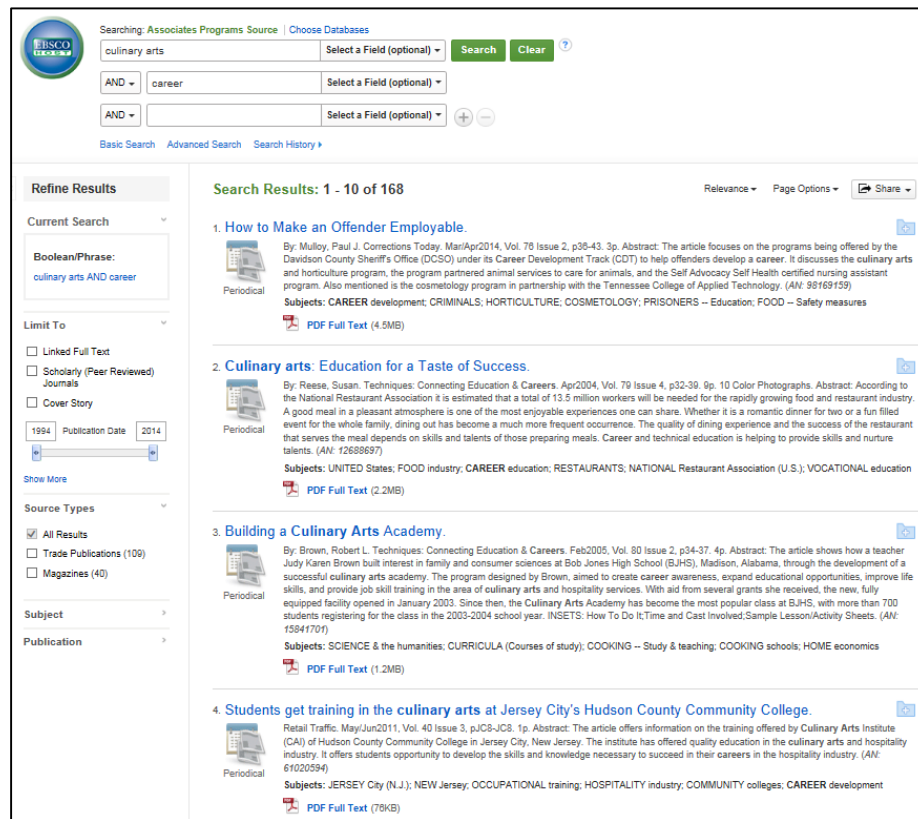 Searching: Associates Programs Source | Choose Databases
EBSCO
HOST
culinary arts Select a Field (optional) Search Clear ?
AND career Select a Field (optional)
AND Select a Field (optional)
Basic Search Advanced Search Search History
Refine Results
Current Search
Boolean/Phrase:
culinary arts AND career
Limit To
Linked Full Text
Scholarly (Peer Reviewed)
Journals
Cover Story
1994 Publication Date 2014
Show More
Source Types
All Results
Trade Publications (109)
Magazines (40)
Subject
Publication
Search Results: 1 - 10 of 168
Relevance Page Options Share
1. How to Make an Offender Employable.
Periodical
By: Mulloy, Paul J. Corrections Today. Mar/Apr2014, Vol. 76 Issue 2, p36-43. 3p. Abstract: The article focuses on the programs being offered by the
Davidson County Sheriff's Office (DCSO) under its Career Development Track (CDT) to help offenders develop a career. It discusses the culinary arts
and horticulture program, the program partnered animal services to care for animals, and the Self Advocacy Self Health certified nursing assistant
program. Also mentioned is the cosmetology program in partnership with the Tennessee College of Applied Technology. (AN: 98169159)
Subjects: CAREER development; CRIMINALS; HORTICULTURE; COSMETOLOGY; PRISONERS -- Education; FOOD -- Safety measures
PDF Full Text (4.5MB)
2. Culinary arts: Education for a Taste of Success.
Periodical
By: Reese, Susan. Techniques: Connecting Education & Careers. Apr2004, Vol. 79 Issue 4, p32-39. 9p. 10 Color Photographs. Abstract: According to
the National Restaurant Association it is estimated that a total of 13.5 million workers will be needed for the rapidly growing food and restaurant industry.
A good meal in a pleasant atmosphere is one of the most enjoyable experiences one can share. Whether it is a romantic dinner for two or a fun filled
event for the whole family, dining out has become a much more frequent occurrence. The quality of dining experience and the success of the restaurant
that serves the meal depends on skills and talents of those preparing meals. Career and technical education is helping to provide skills and nurture
talents. (AN: 12688697)
Subjects: UNITED States; FOOD industry; CAREER education; RESTAURANTS; NATIONAL Restaurant Association (U.S.); VOCATIONAL education
PDF Full Text (2.2MB)
3. Building a Culinary Arts Academy.
Periodical
By: Brown, Robert L. Techniques: Connecting Education & Careers. Feb2005, Vol. 80 Issue 2, p34-37. 4p. Abstract: The article shows how a teacher
Judy Karen Brown built interest in family and consumer sciences at Bob Jones High School (BJHS), Madison, Alabama, through the development of a
successful culinary arts academy. The program designed by Brown, aimed to create career awareness, expand educational opportunities, improve life
skills, and provide job skill training in the area of culinary arts and hospitality services. With aid from several grants she received, the new, fully
equipped facility opened in January 2003. Since then, the Culinary Arts Academy has become the most popular class at BJHS, with more than 700
students registering for the class in the 2003-2004 school year. INSETS: How To Do It;Time and Cast Involved;Sample Lesson/Activity Sheets. (AN:
15841701)
Subjects: SCIENCE & the humanities; CURRICULA (Courses of study); COOKING -- Study & teaching; COOKING schools; HOME economics
PDF Full Text (1.2MB)
4. Students get training in the culinary arts at Jersey City's Hudson County Community College.
Periodical
Retail Traffic. May/Jun2011, Vol. 40 Issue 3, pJC8-JC8. 1p. Abstract: The article offers information on the training offered by Culinary Arts Institute
(CAI) of Hudson County Community College in Jersey City, New Jersey. The institute has offered quality education in the culinary arts and hospitality
industry. It offers students opportunity to develop the skills and knowledge necessary to succeed in their careers in the hospitality industry. (AN:
61020594)
Subjects: JERSEY City (N.J.); NEW Jersey; OCCUPATIONAL training; HOSPITALITY industry; COMMUNITY colleges; CAREER development
PDF Full Text (76KB)